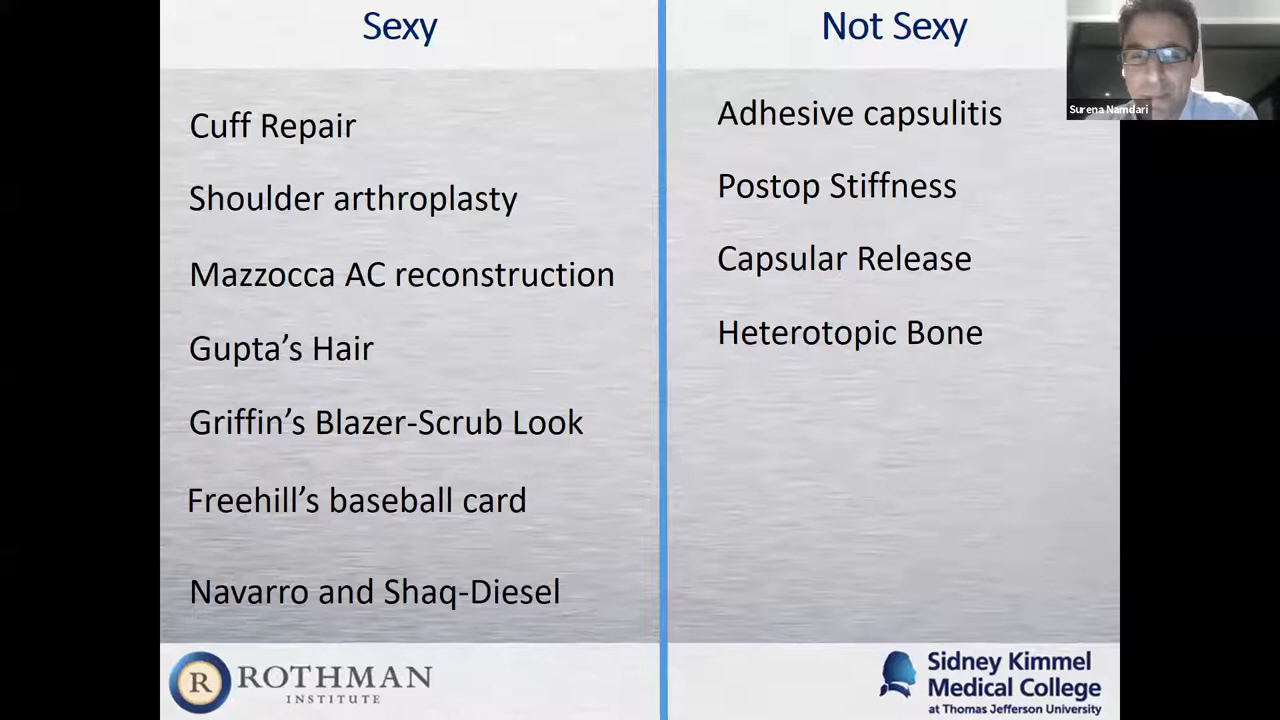 Sexy
Not Sexy
Surena Namdari
Cuff Repair
Shoulder arthroplasty
Mazzocca AC reconstruction
Gupta’s Hair
Griffin’s Blazer-Scrub Look
Freehill’s baseball card
Navarro and Shaq-Diesel
Adhesive capsulitis
Postop Stiffness
Capsular Release
Heterotopic Bone
R
ROTHMAN
INSTITUTE
Sidney Kimmel
Medical College
at Thomas Jefferson University